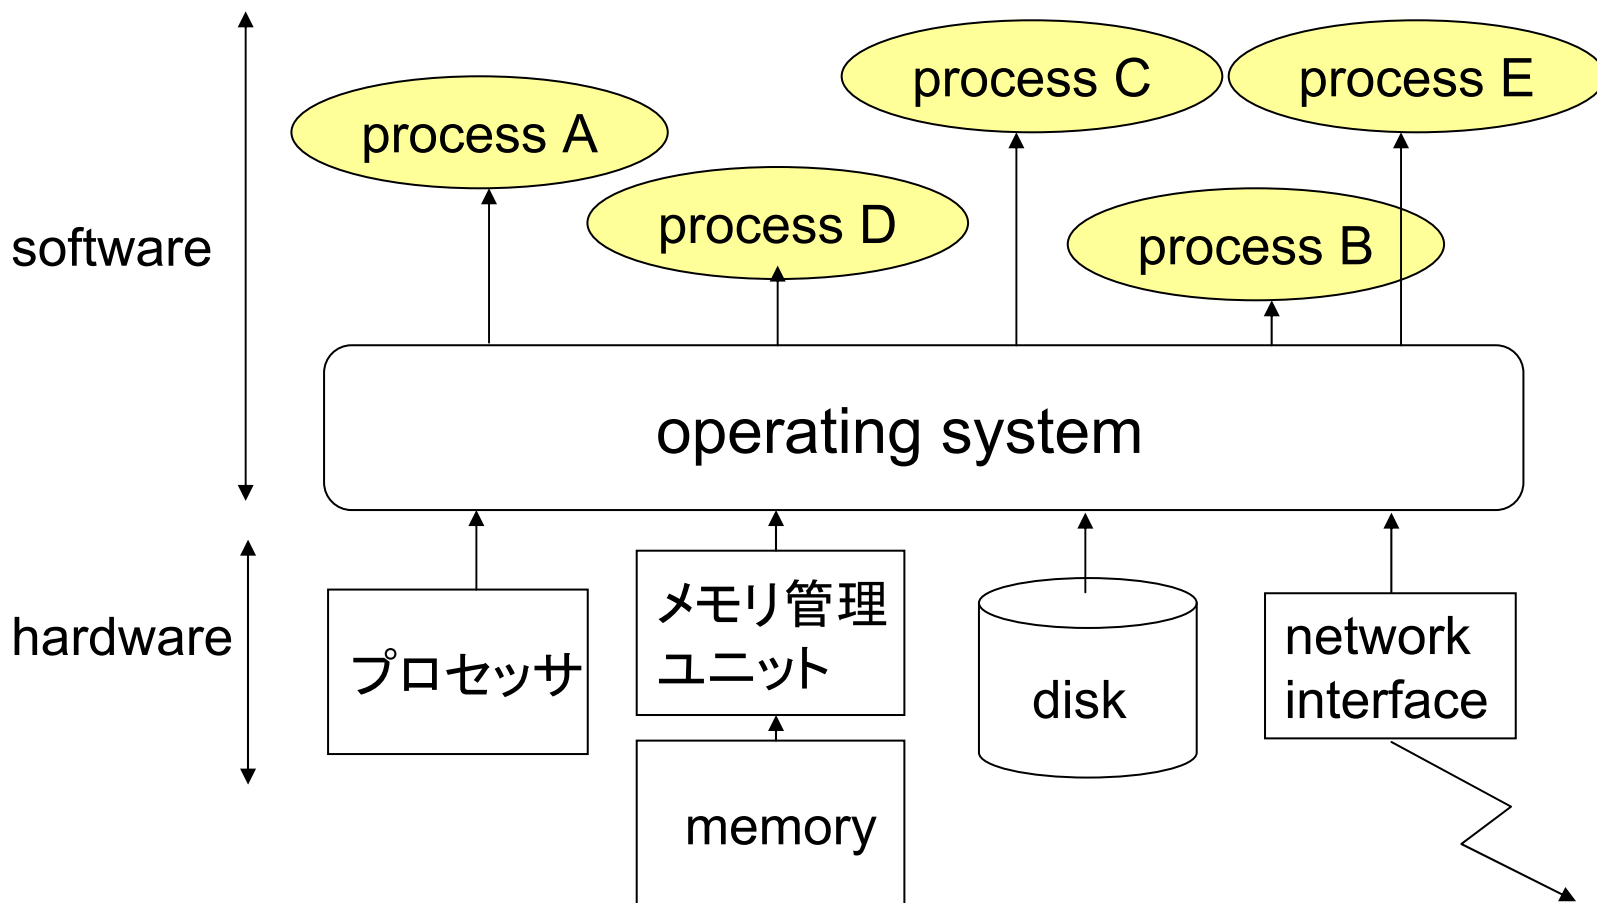 process C
process E
process A
process D
process B
software
operating system
hardware
プロセッサ
メモリ管理
ユニット
disk
network
interface
memory